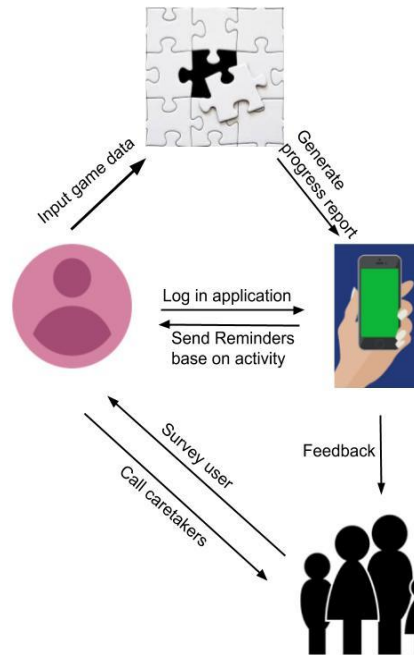 Input game data
Generate
progress report
Log in application
Send Reminders
base on activity
Feedback
Survey user
Call caretakers